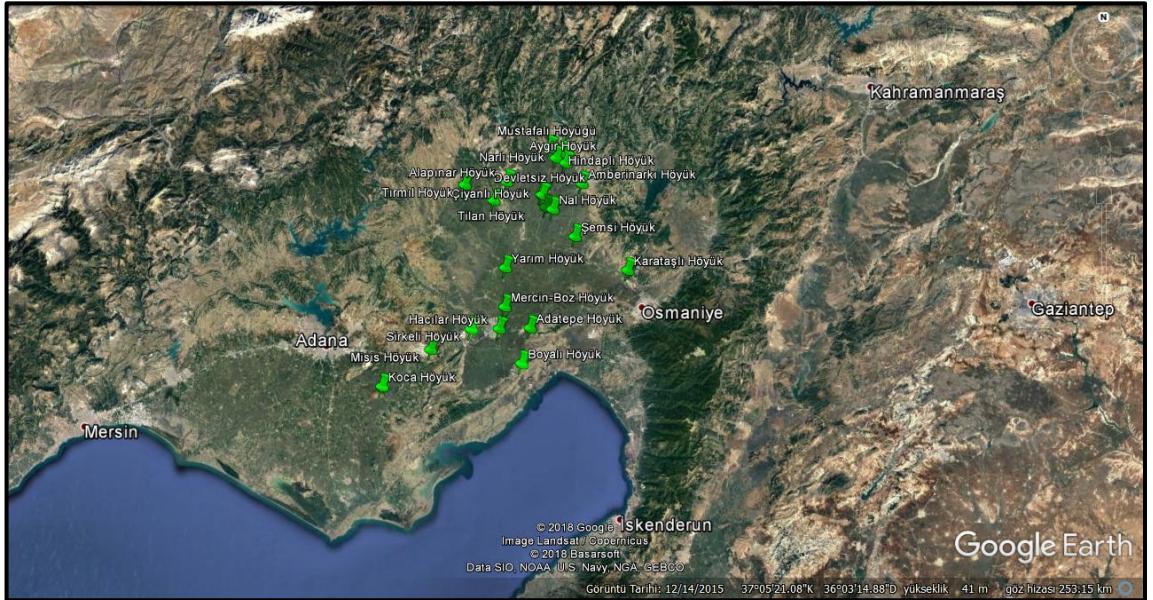 N
Kahramanmaraş
Mustafalı Höyüğü
Aygır Höyük
Narlı Höyük
Hindaplı Höyük
Alapınar Höyük
Devletsiz Höyük
Amberinarkı Höyük
Tırmıl Höyük
Çiyanlı Höyük
Nal Höyük
Tılan Höyük
Şemsi Höyük
Yarım Höyük
Karataşlı Höyük
Mercin-Boz Höyük
Gaziantep
Osmaniye
Hacılar Höyük
Adatepe Höyük
Sirkeli Höyük
Adana
Misis Höyük
Boyalı Höyük
Koca Höyük
Mersin
İskenderun
© 2018 Google
Image Landsat / Copernicus
© 2018 Basarsoft
Data SIO, NOAA, U.S. Navy, NGA, GEBCO
Google Earth
Görüntü Tarihi: 12/14/2015 37°05'21.08"K 36°03'14.88"D yükseklik 41 m göz hizası 253.15 km